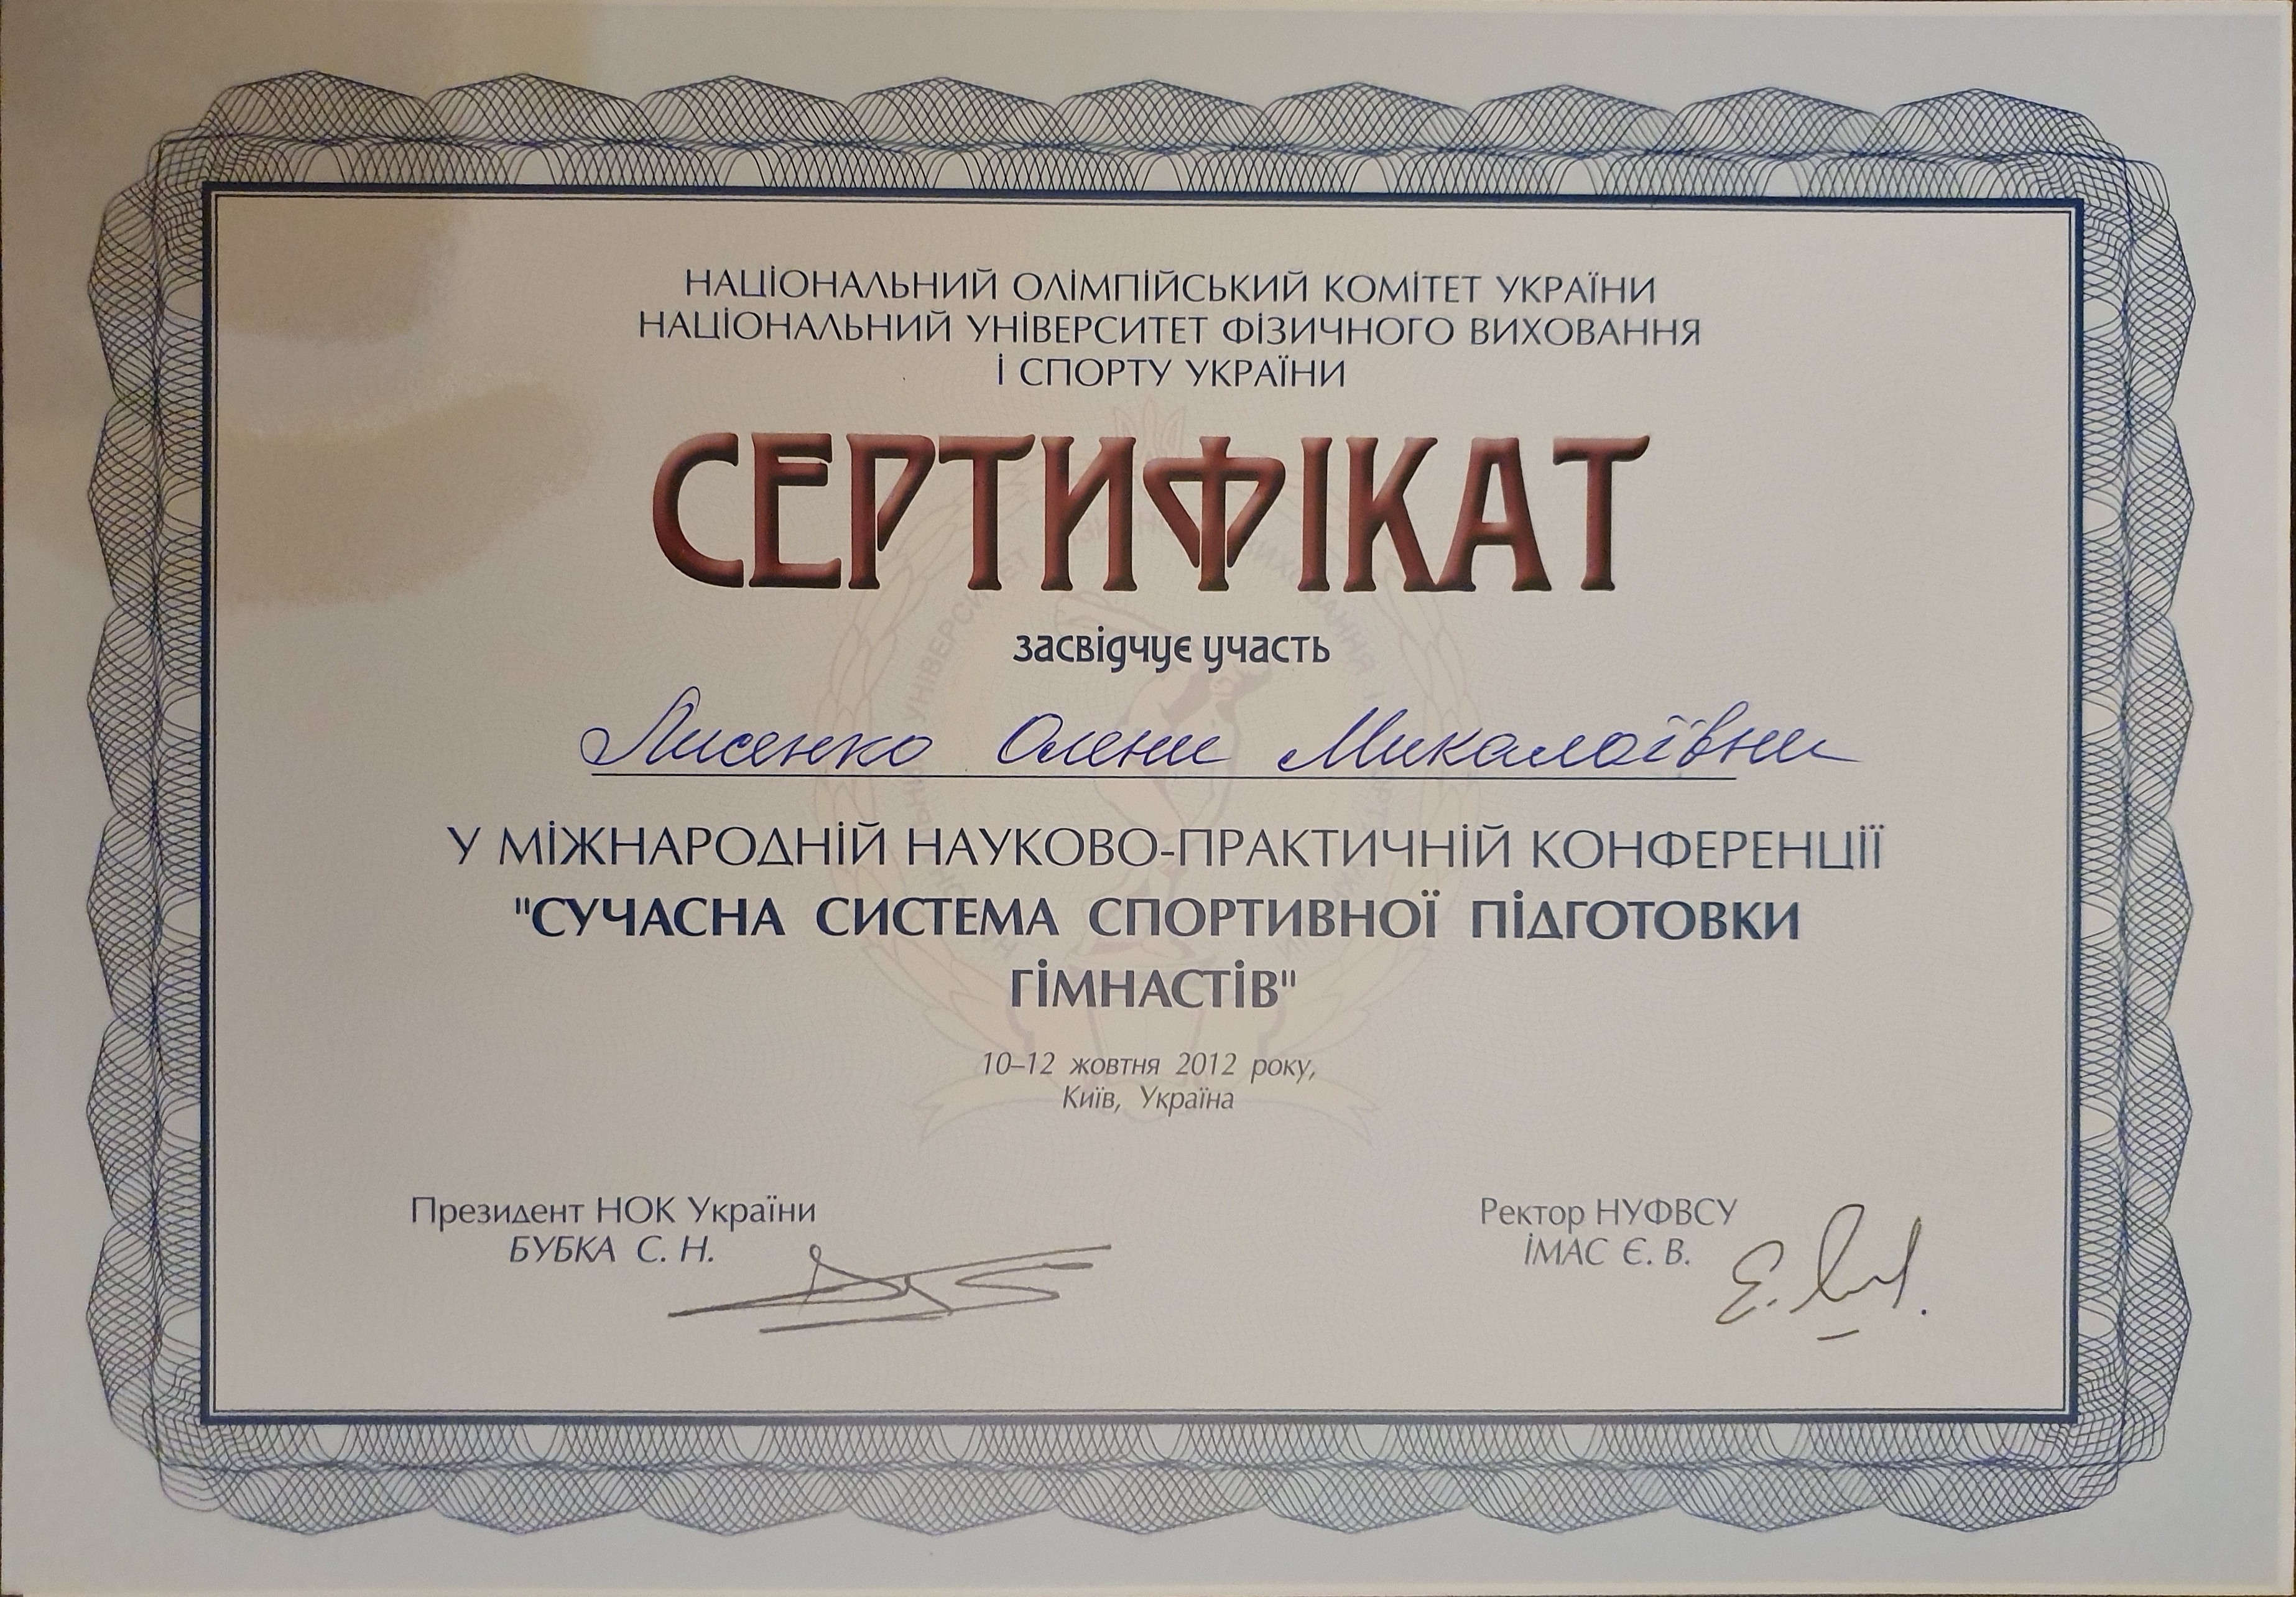 НАЦІОНАЛЬНИЙ ОЛІМПІЙСЬКИЙ КОМІТЕТ УКРАЇНИ
НАЦІОНАЛЬНИЙ УНІВЕРСИТЕТ ФІЗИЧНОГО ВИХОВАННЯ
І СПОРТУ УКРАЇНИ
СЕРТИФІКАТ
засвідчує участь
Лисенко Олени Миколаївни
У МІЖНАРОДНІЙ НАУКОВО-ПРАКТИЧНІЙ КОНФЕРЕНЦІЇ
"СУЧАСНА СИСТЕМА СПОРТИВНОЇ ПІДГОТОВКИ
ГІМНАСТІВ"
10–12 жовтня 2012 року,
Київ, Україна
Президент НОК України
БУБКА С. Н.
Ректор НУФВСУ
ІМАС Є. В.